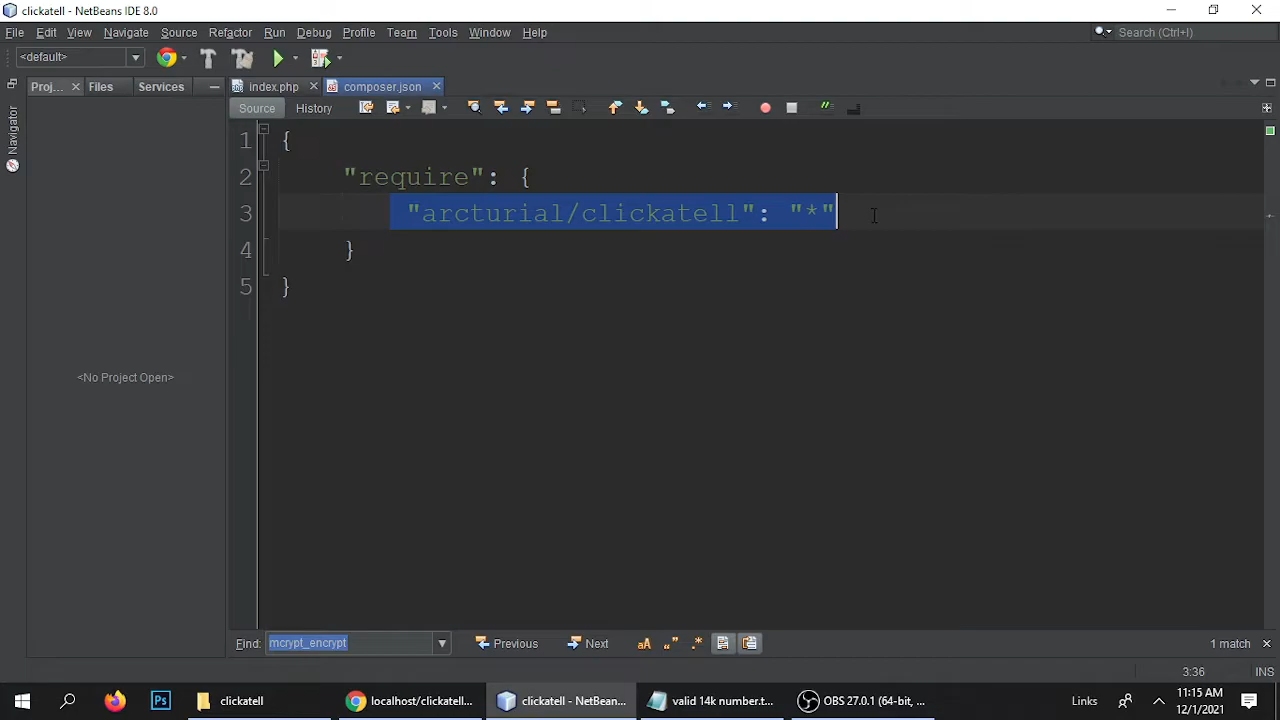 clickatell - NetBeans IDE 8.0
File Edit View Navigate Source Refactor Run Debug Profile Team Tools Window Help
Search (Ctrl+I)
<default>
Proj... Files Services
index.php composer.json
Source History
Navigator
1 {
2 "require": {
3 "arcturial/clickatell": "*"
4 }
5 }
<No Project Open>
Find: mcrypt_encrypt Previous Next 1 match
3:36 INS
clickatell localhost/clickatell... clickatell - NetBeans... valid 14k number.t... OBS 27.0.1 (64-bit, ... Links
11:15 AM
12/1/2021